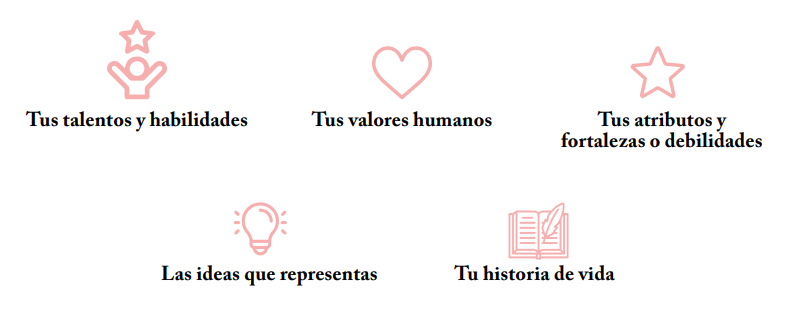 Tus talentos y habilidades
Tus valores humanos
Tus atributos y
fortalezas o debilidades
Las ideas que representas
Tu historia de vida